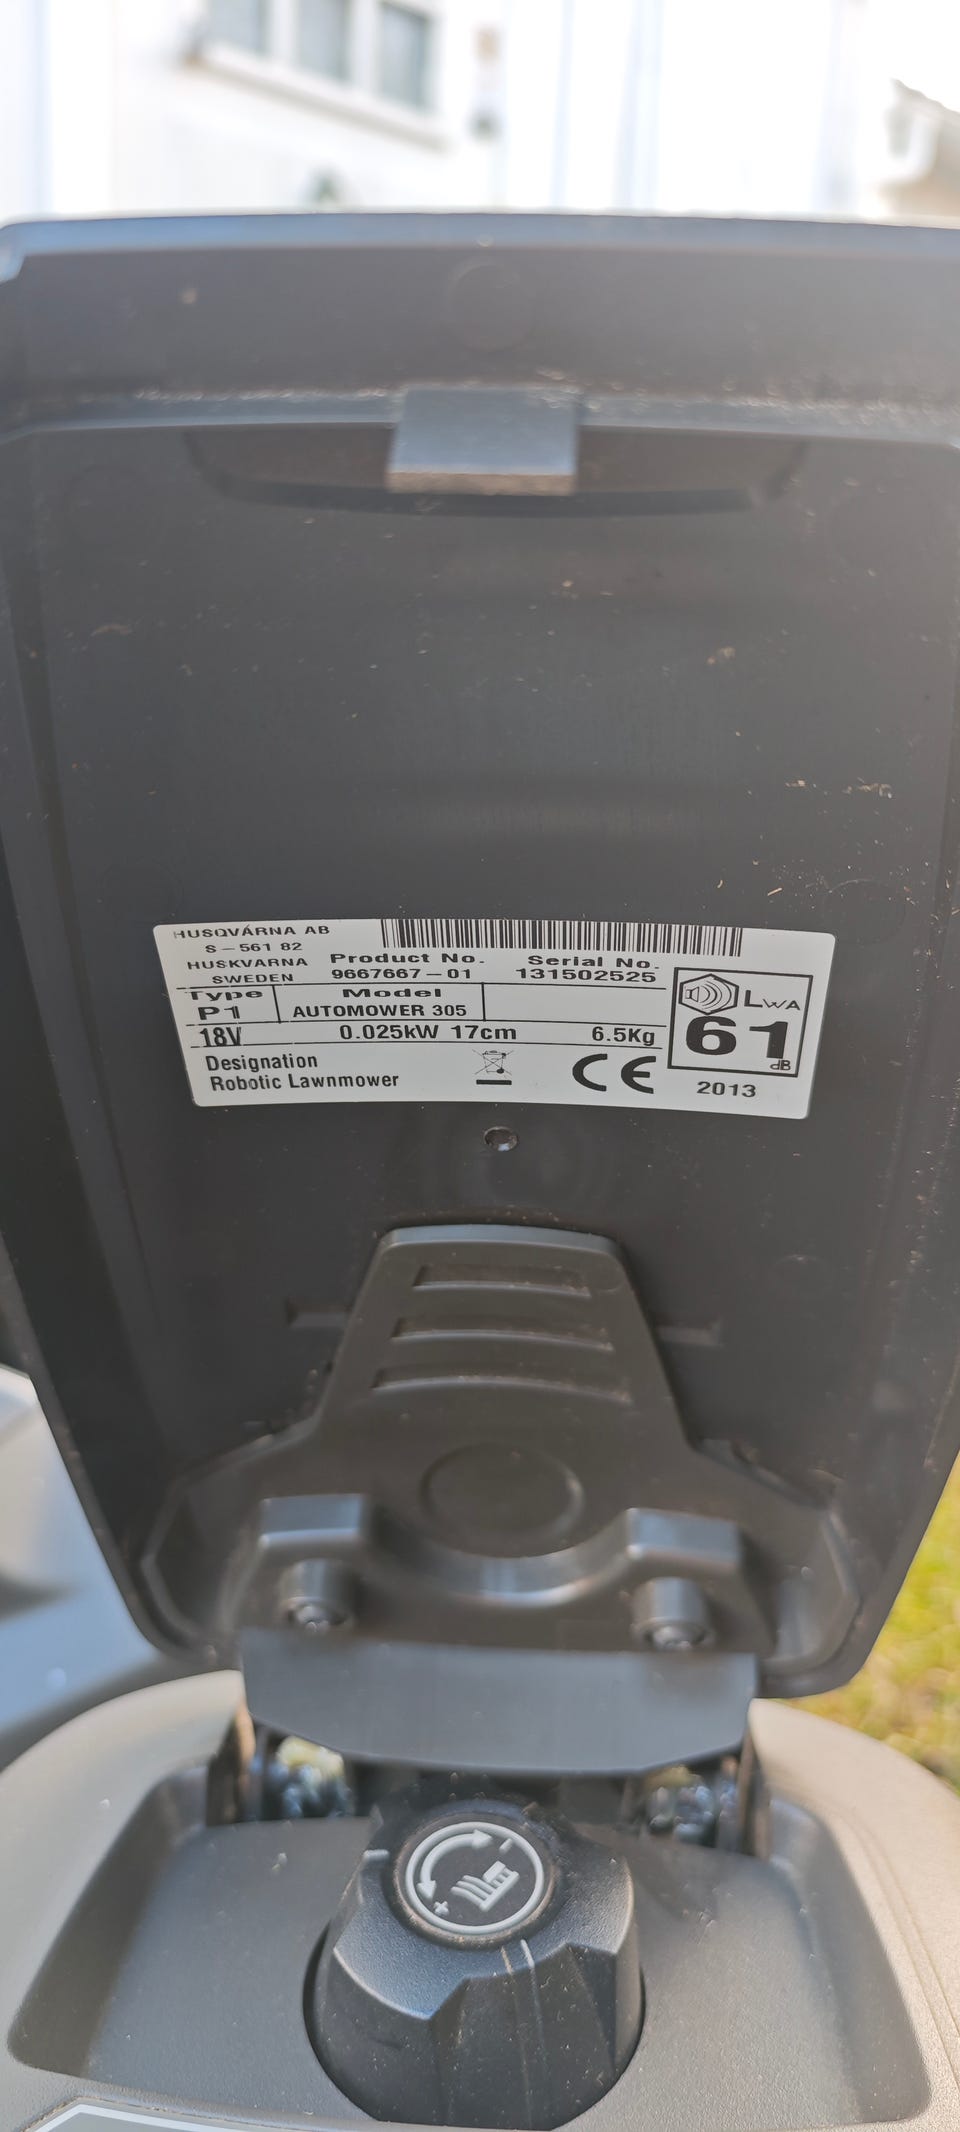 HUSQVARNA AB
S-561 82
HUSKVARNA
SWEDEN
Product No.
9667667-01
Serial No.
131502525
Type
P1
Model
AUTOMOWER 305
18V 0.025kW 17cm 6.5Kg
Designation
Robotic Lawnmower
CE
LWA
61
dB
2013
- +